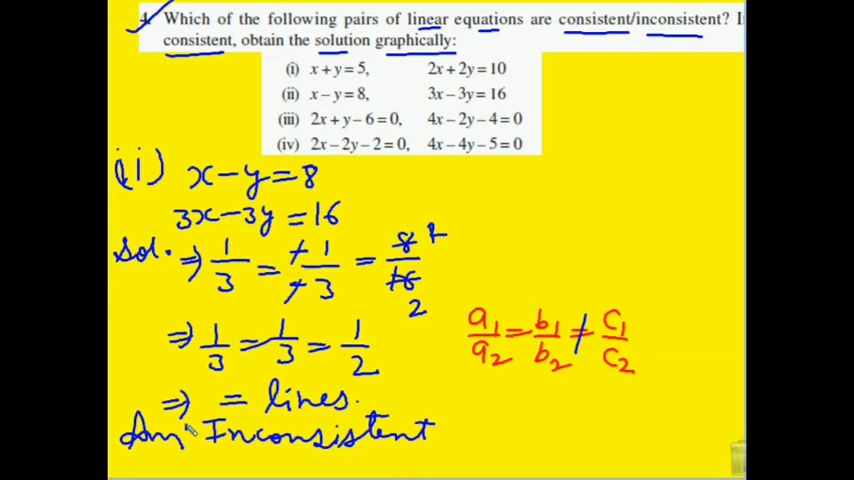 4. Which of the following pairs of linear equations are consistent/inconsistent? I
consistent, obtain the solution graphically:
(i) x + y = 5, 2x + 2y = 10
(ii) x – y = 8, 3x – 3y = 16
(iii) 2x + y – 6 = 0, 4x – 2y – 4 = 0
(iv) 2x – 2y – 2 = 0, 4x – 4y – 5 = 0
(ii) x - y = 8
3x - 3y = 16
Sol. ⇒ 1/3 = -1/-3 = 8/16 1 2
⇒ 1/3 = 1/3 = 1/2
a1/a2 = b1/b2 ≠ c1/c2
⇒ = lines.
Ans Inconsistent